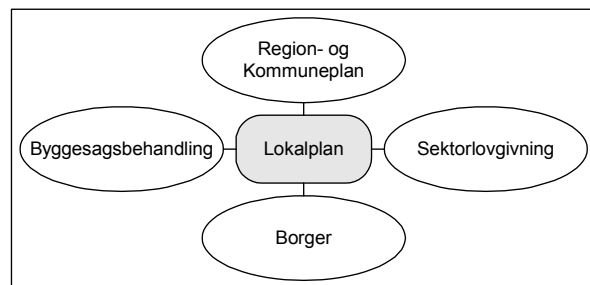 Region- og
Kommuneplan
Byggesagsbehandling
Lokalplan
Sektorlovgivning
Borger